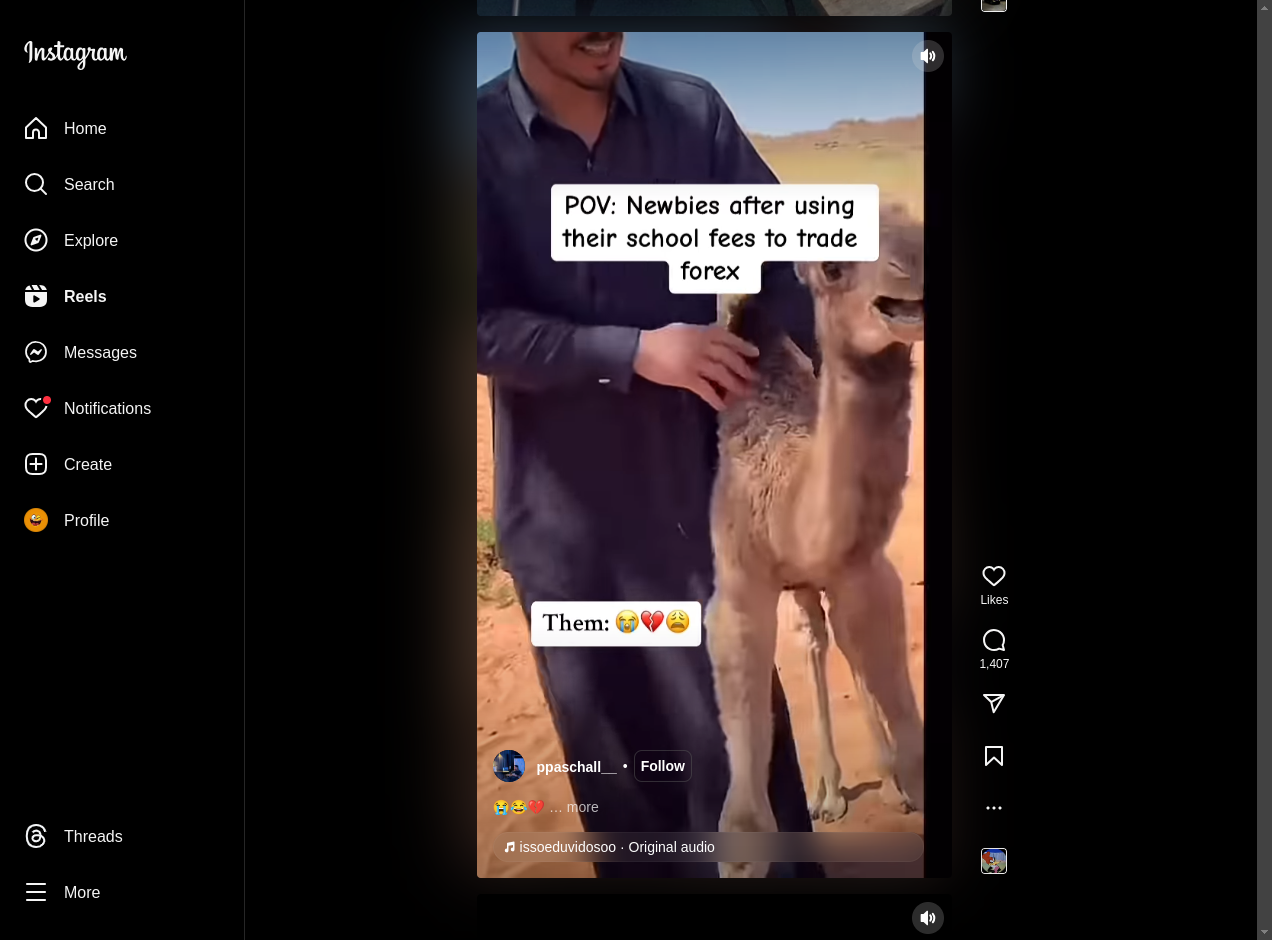 Instagram
Home
Search
Explore
Reels
Messages
Notifications
Create
Profile
Threads
More
POV: Newbies after using
their school fees to trade
forex
Them: 😭💔😩
ppaschall__ • Follow
😭😂💔 … more
issoeduvidosoo · Original audio
Likes
1,407